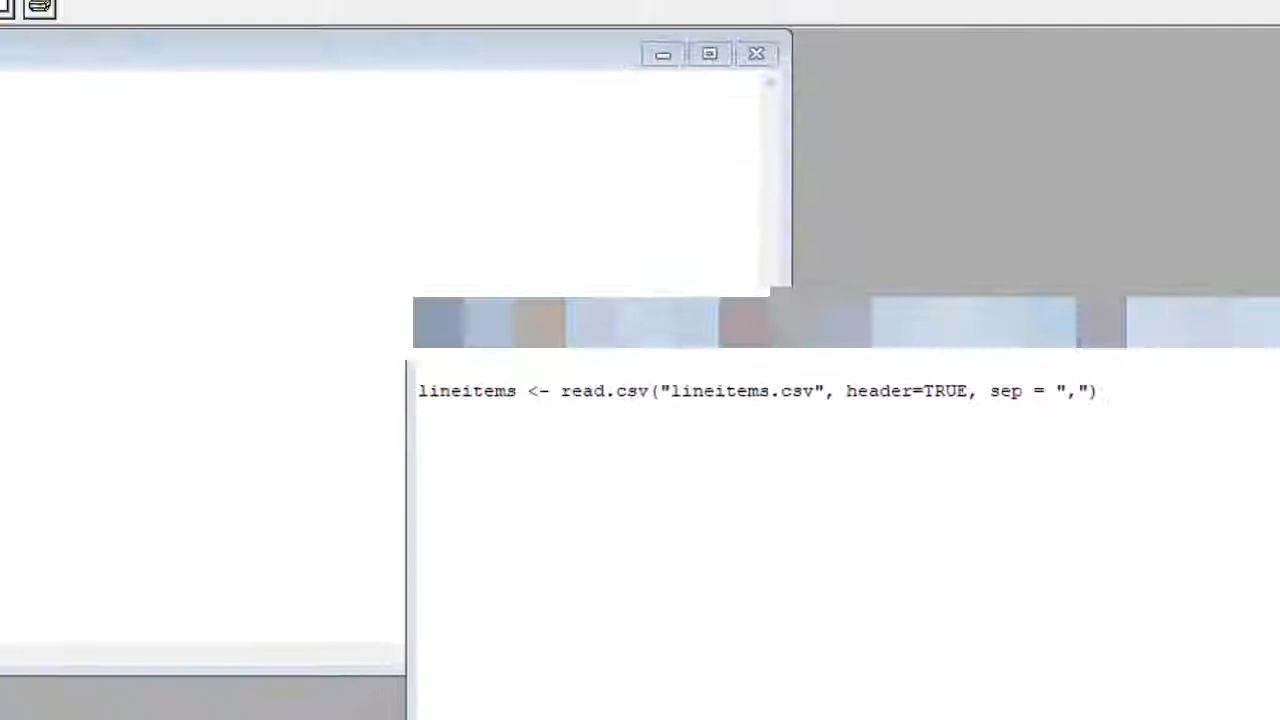 lineitems <- read.csv("lineitems.csv", header=TRUE, sep = ",")